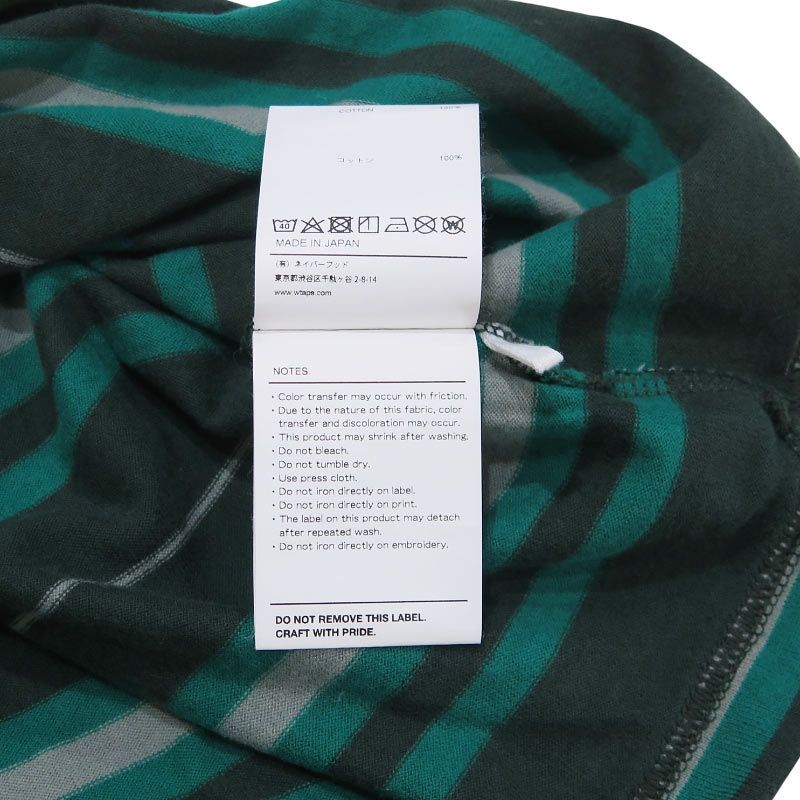 COTTON 100%
コットン 100%
40
W
MADE IN JAPAN
(有) ネイバーフッド
東京都渋谷区千駄ヶ谷 2-8-14
www.wtaps.com
NOTES.
・Color transfer may occur with friction.
・Due to the nature of this fabric, color
transfer and discoloration may occur.
・This product may shrink after washing.
・Do not bleach.
・Do not tumble dry.
・Use press cloth.
・Do not iron directly on label.
・Do not iron directly on print.
・The label on this product may detach
after repeated wash.
・Do not iron directly on embroidery.
DO NOT REMOVE THIS LABEL.
CRAFT WITH PRIDE.